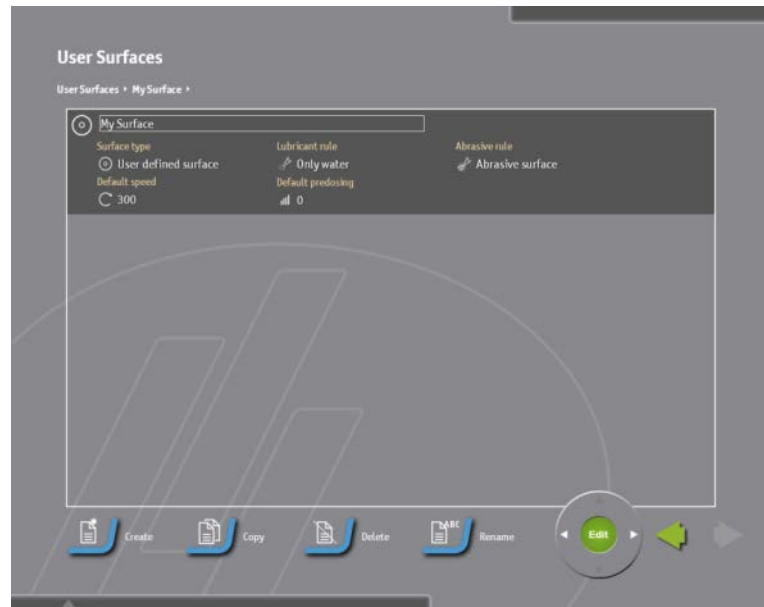 User Surfaces
User Surfaces ‣ My Surface ‣
My Surface
Surface type Lubricant rule Abrasive rule
User defined surface Only water Abrasive surface
Default speed Default predosing
300 0
Create Copy Delete ABC Rename Edit